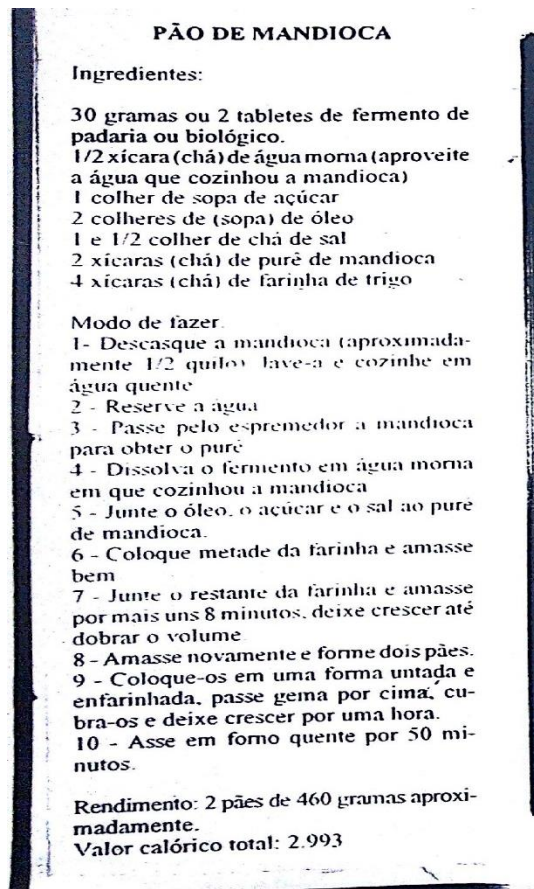 PÃO DE MANDIOCA
Ingredientes:
30 gramas ou 2 tabletes de fermento de
padaria ou biológico.
1/2 xícara (chá) de água morna (aproveite
a água que cozinhou a mandioca)
1 colher de sopa de açúcar
2 colheres de (sopa) de óleo
1 e 1/2 colher de chá de sal
2 xícaras (chá) de purê de mandioca
4 xícaras (chá) de farinha de trigo
Modo de fazer.
1- Descasque a mandioca (aproximada-
mente 1/2 quilo). lave-a e cozinhe em
água quente
2 - Reserve a água
3 - Passe pelo espremedor a mandioca
para obter o purê
4 - Dissolva o fermento em água morna
em que cozinhou a mandioca
5 - Junte o óleo, o açúcar e o sal ao purê
de mandioca.
6 - Coloque metade da farinha e amasse
bem
7 - Junte o restante da farinha e amasse
por mais uns 8 minutos, deixe crescer até
dobrar o volume
8 - Amasse novamente e forme dois pães.
9 - Coloque-os em uma forma untada e
enfarinhada, passe gema por cima, cu-
bra-os e deixe crescer por uma hora.
10 - Asse em forno quente por 50 mi-
nutos.
Rendimento: 2 pães de 460 gramas aproxi-
madamente.
Valor calórico total: 2.993